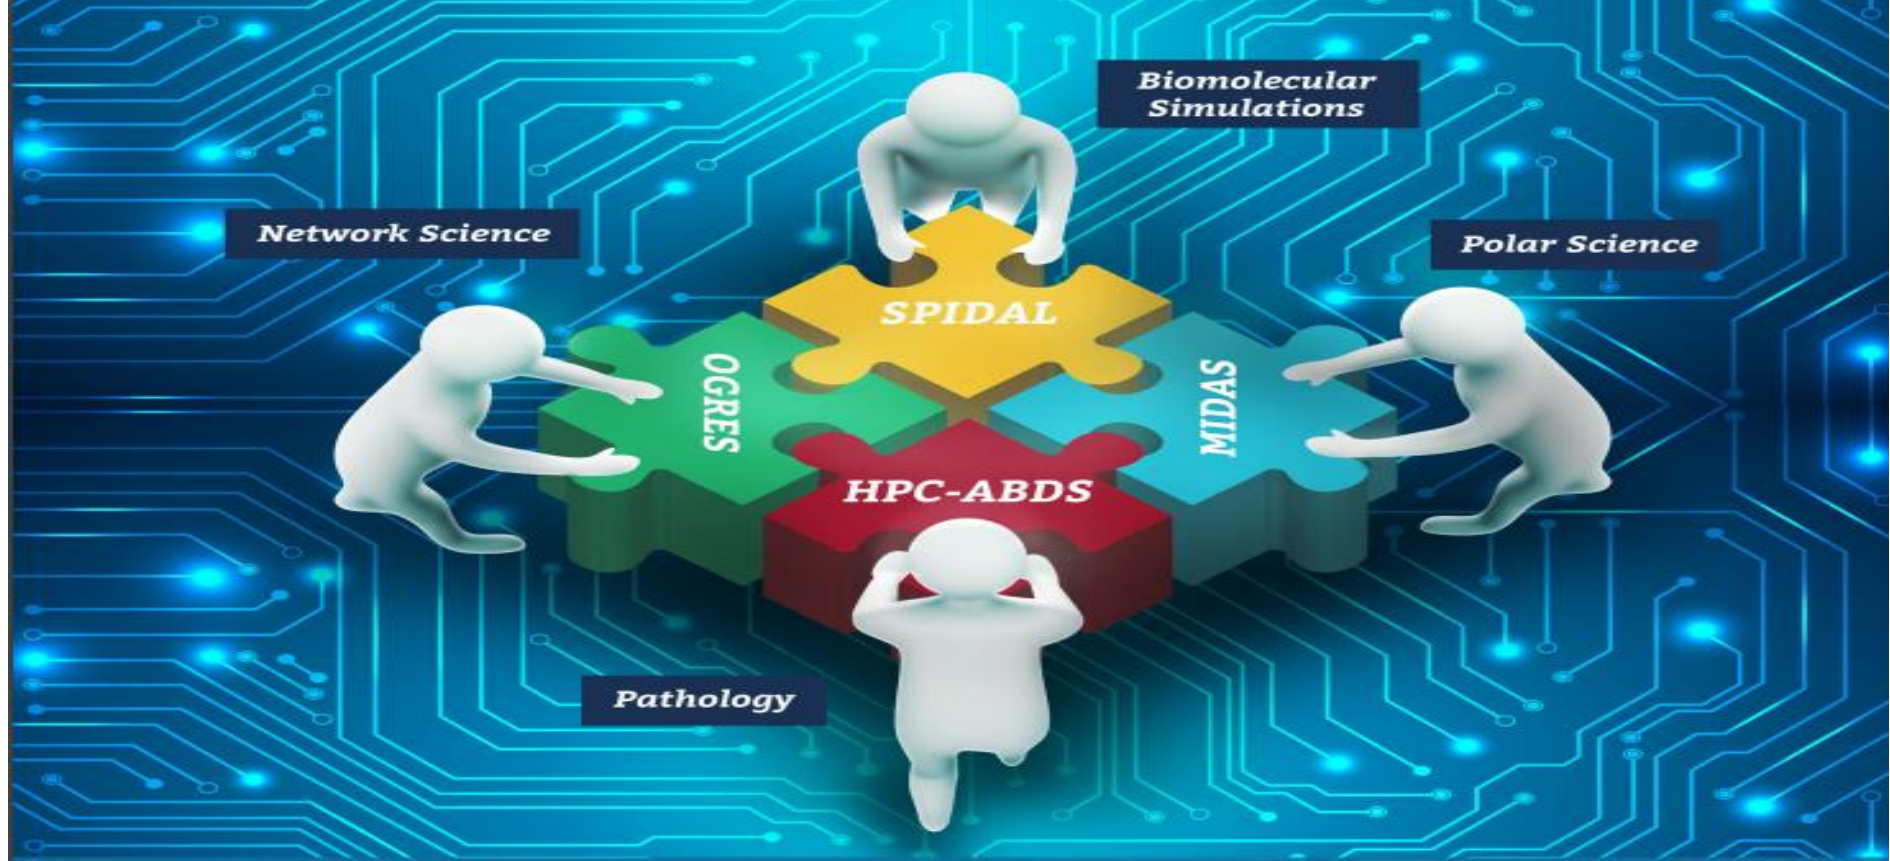 Biomolecular
Simulations
Network Science
Polar Science
SPIDAL
OGRES
MIDAS
HPC-ABDS
Pathology